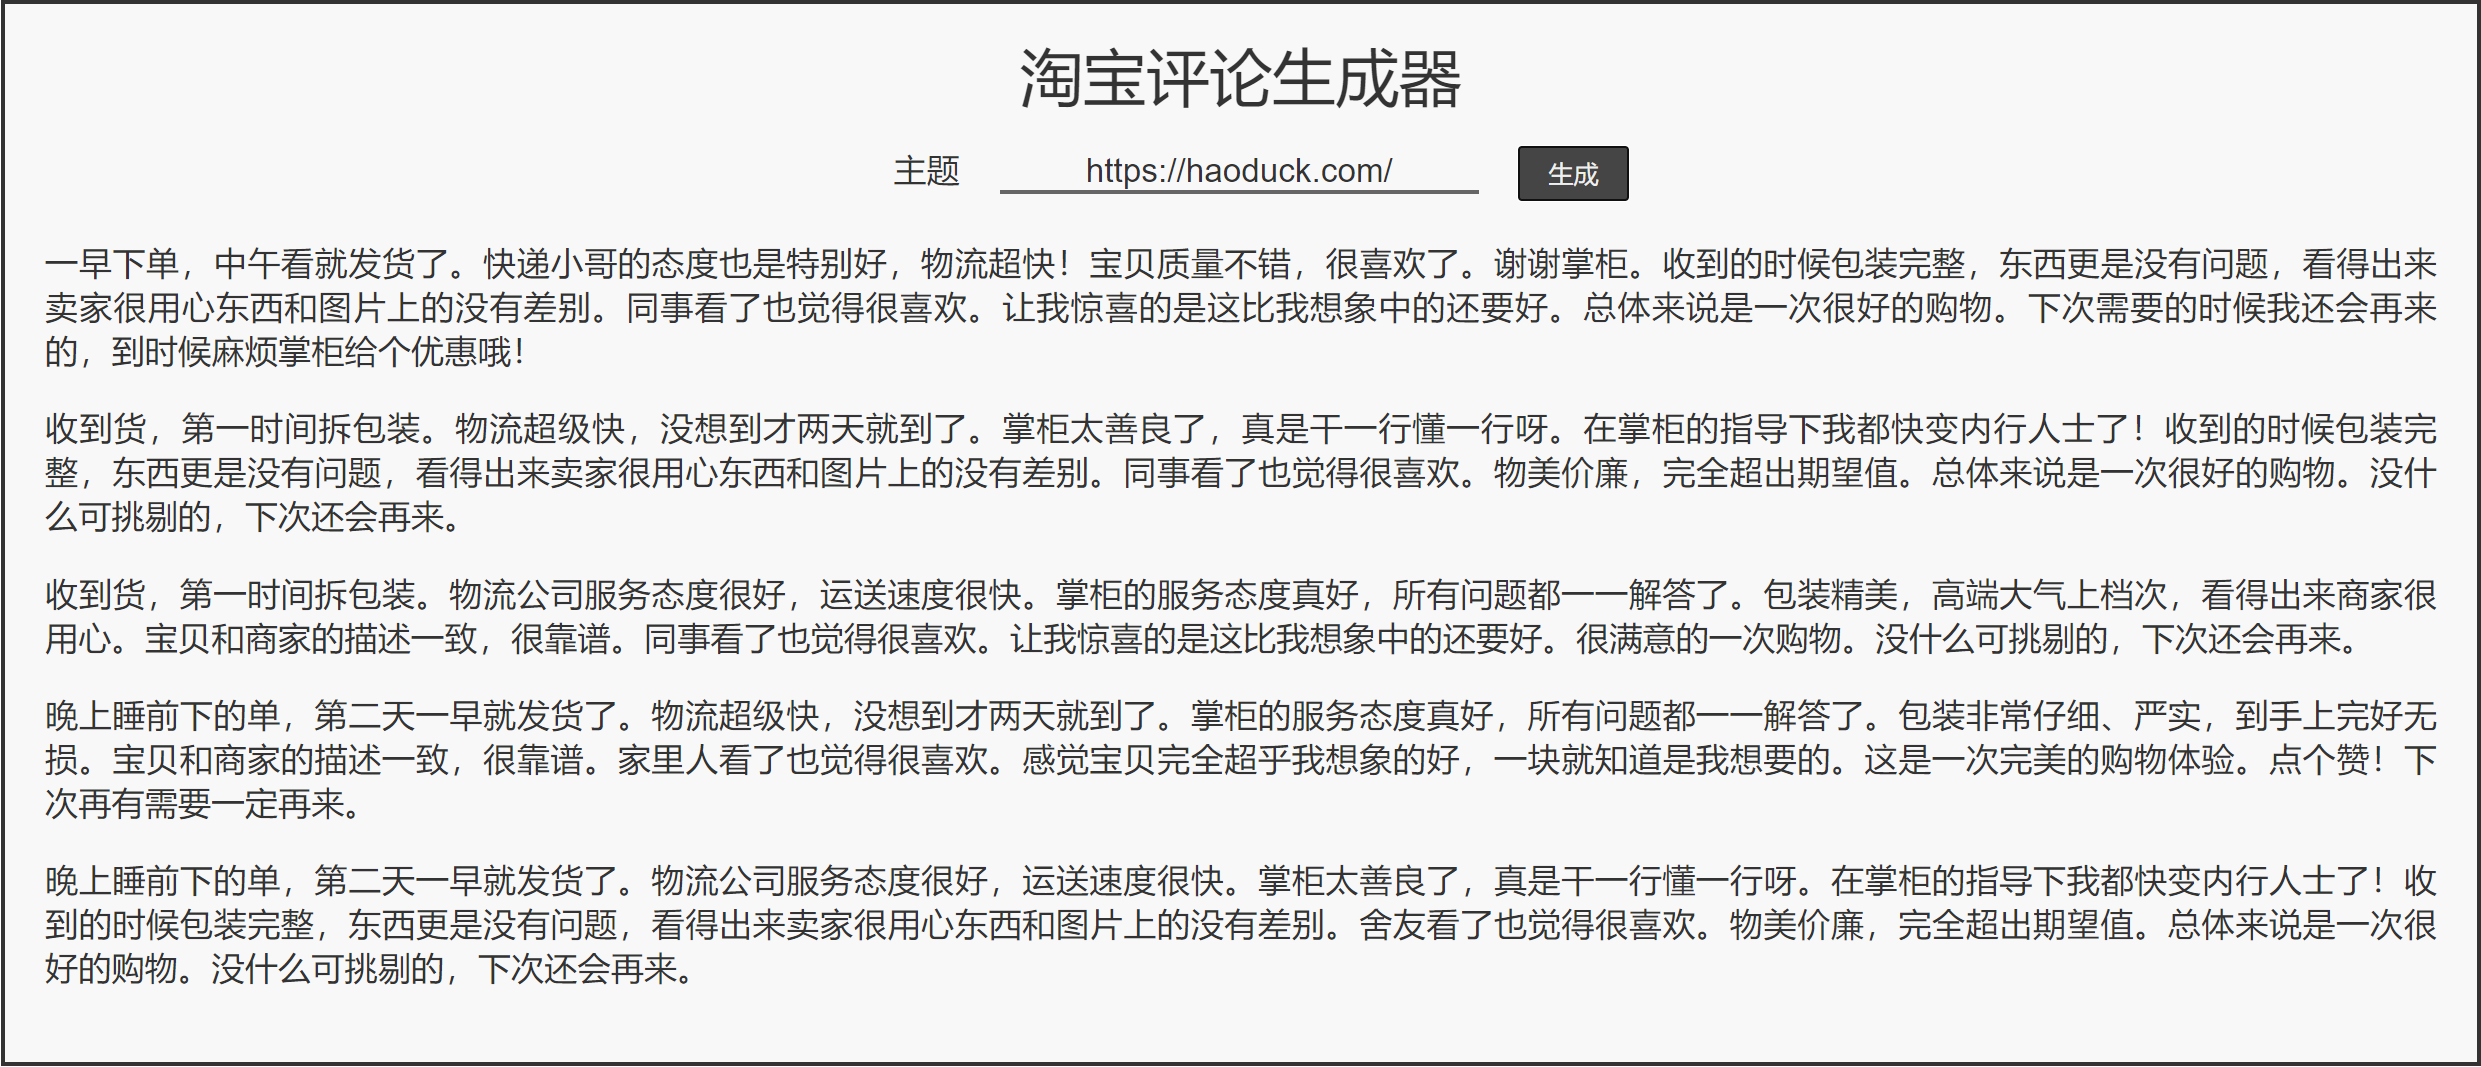 淘宝评论生成器
主题 https://haoduck.com/ 生成
一早下单，中午看就发货了。快递小哥的态度也是特别好，物流超快！宝贝质量不错，很喜欢了。谢谢掌柜。收到的时候包装完整，东西更是没有问题，看得出来
卖家很用心东西和图片上的没有差别。同事看了也觉得很喜欢。让我惊喜的是这比我想象中的还要好。总体来说是一次很好的购物。下次需要的时候我还会再来
的，到时候麻烦掌柜给个优惠哦！
收到货，第一时间拆包装。物流超级快，没想到才两天就到了。掌柜太善良了，真是干一行懂一行呀。在掌柜的指导下我都快变内行人士了！收到的时候包装完
整，东西更是没有问题，看得出来卖家很用心东西和图片上的没有差别。同事看了也觉得很喜欢。物美价廉，完全超出期望值。总体来说是一次很好的购物。没什
么可挑剔的，下次还会再来。
收到货，第一时间拆包装。物流公司服务态度很好，运送速度很快。掌柜的服务态度真好，所有问题都一一解答了。包装精美，高端大气上档次，看得出来商家很
用心。宝贝和商家的描述一致，很靠谱。同事看了也觉得很喜欢。让我惊喜的是这比我想象中的还要好。很满意的一次购物。没什么可挑剔的，下次还会再来。
晚上睡前下的单，第二天一早就发货了。物流超级快，没想到才两天就到了。掌柜的服务态度真好，所有问题都一一解答了。包装非常仔细、严实，到手上完好无
损。宝贝和商家的描述一致，很靠谱。家里人看了也觉得很喜欢。感觉宝贝完全超乎我想象的好，一块就知道是我想要的。这是一次完美的购物体验。点个赞！下
次再有需要一定再来。
晚上睡前下的单，第二天一早就发货了。物流公司服务态度很好，运送速度很快。掌柜太善良了，真是干一行懂一行呀。在掌柜的指导下我都快变内行人士了！收
到的时候包装完整，东西更是没有问题，看得出来卖家很用心东西和图片上的没有差别。舍友看了也觉得很喜欢。物美价廉，完全超出期望值。总体来说是一次很
好的购物。没什么可挑剔的，下次还会再来。